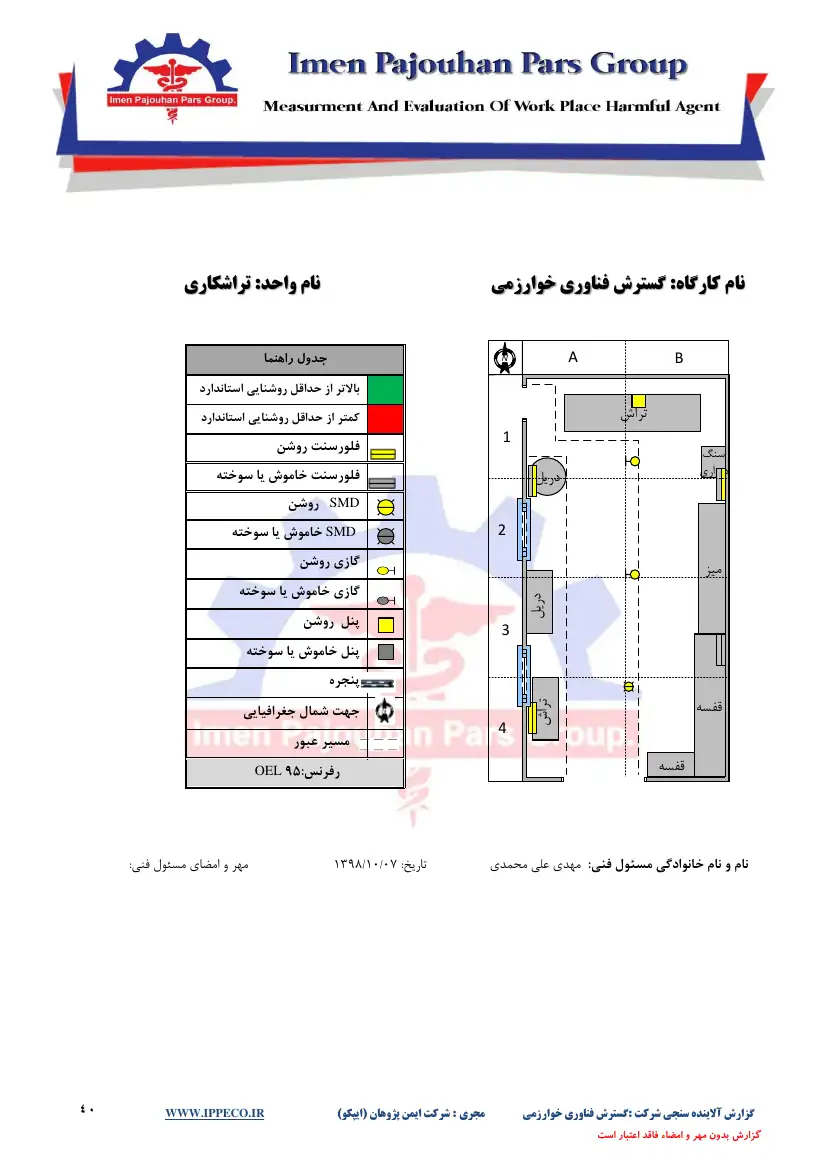 Imen Pajouhan Pars Group
Imen Pajouhan Pars Group.
Measurment And Evaluation Of Work Place Harmful Agent
نام کارگاه: گسترش فناوری خوارزمی
نام واحد: تراشکاری
جدول راهنما
بالاتر از حداقل روشنایی استاندارد
کمتر از حداقل روشنایی استاندارد
فلورسنت روشن
فلورسنت خاموش یا سوخته
SMD روشن
SMD خاموش یا سوخته
گازی روشن
گازی خاموش یا سوخته
پنل روشن
پنل خاموش یا سوخته
پنجره
جهت شمال جغرافیایی
مسیر عبور
رفرنس: OEL ۹۵
N
A
B
1
2
3
4
تراش
سنگ
دریل
میز
دریل
تراش
قفسه
قفسه
Imen Pajouhan Pars Group.
نام و نام خانوادگی مسئول فنی: مهدی علی محمدی
تاریخ: ۱۳۹۸/۱۰/۰۷
مهر و امضای مسئول فنی:
گزارش آلاینده سنجی شرکت :گسترش فناوری خوارزمی
مجری : شرکت ایمن پژوهان (ایپکو)
WWW.IPPECO.IR
۴۰
گزارش بدون مهر و امضاء فاقد اعتبار است